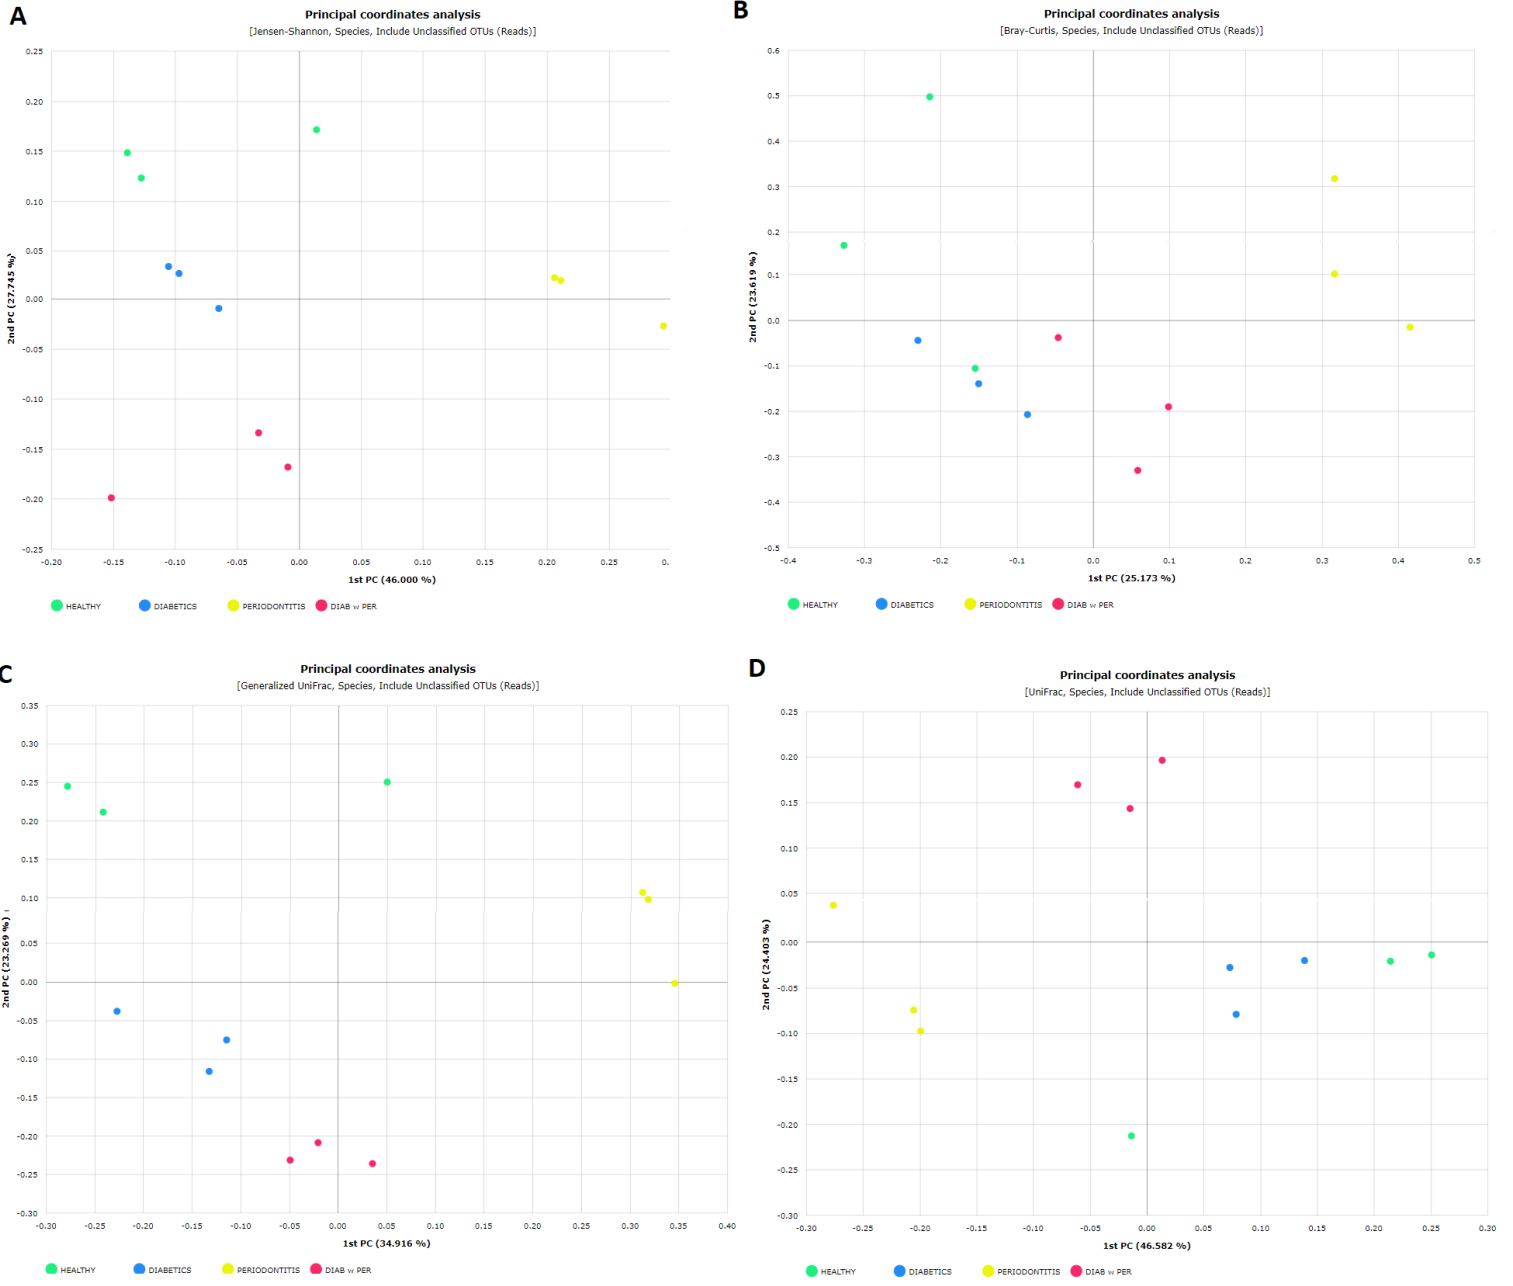 A
Principal coordinates analysis
[Jensen-Shannon, Species, Include Unclassified OTUs (Reads)]
0.25
0.20
0.15
0.10
0.05
0.00
-0.05
-0.10
-0.15
-0.20
-0.25
2nd PC (27.745 %)
-0.20 -0.15 -0.10 -0.05 0.00 0.05 0.10 0.15 0.20 0.25 0.
1st PC (46.000 %)
HEALTHY DIABETICS PERIODONTITIS DIAB w PER
B
Principal coordinates analysis
[Bray-Curtis, Species, Include Unclassified OTUs (Reads)]
0.6
0.5
0.4
0.3
0.2
0.1
0.0
-0.1
-0.2
-0.3
-0.4
-0.5
2nd PC (23.619 %)
-0.4 -0.3 -0.2 -0.1 0.0 0.1 0.2 0.3 0.4 0.5
1st PC (25.173 %)
HEALTHY DIABETICS PERIODONTITIS DIAB w PER
C
Principal coordinates analysis
[Generalized UniFrac, Species, Include Unclassified OTUs (Reads)]
0.35
0.30
0.25
0.20
0.15
0.10
0.05
0.00
-0.05
-0.10
-0.15
-0.20
-0.25
-0.30
2nd PC (23.269 %)
-0.30 -0.25 -0.20 -0.15 -0.10 -0.05 0.00 0.05 0.10 0.15 0.20 0.25 0.30 0.35 0.40
1st PC (34.916 %)
HEALTHY DIABETICS PERIODONTITIS DIAB w PER
D
Principal coordinates analysis
[UniFrac, Species, Include Unclassified OTUs (Reads)]
0.25
0.20
0.15
0.10
0.05
0.00
-0.05
-0.10
-0.15
-0.20
-0.25
-0.30
2nd PC (24.403 %)
-0.30 -0.25 -0.20 -0.15 -0.10 -0.05 0.00 0.05 0.10 0.15 0.20 0.25 0.30
1st PC (46.582 %)
HEALTHY DIABETICS PERIODONTITIS DIAB w PER